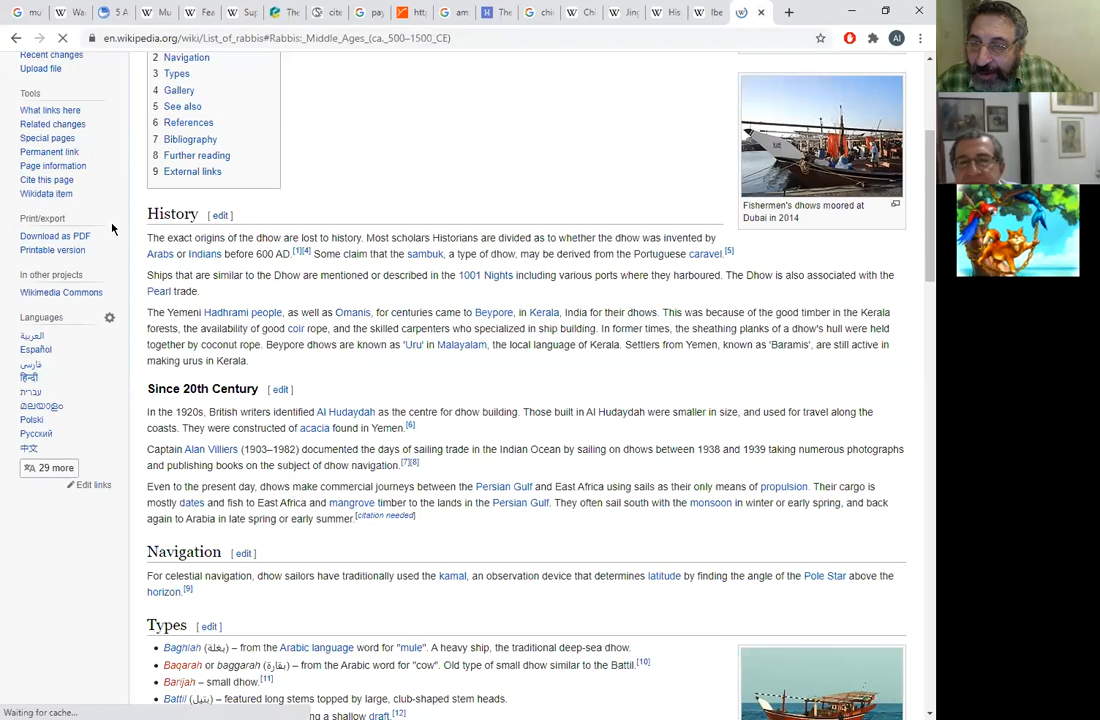 Wa
5 A
Mu
Fea
Sup
The
cite
pay
htt
am
The
chi
Chi
Jing
His
Ibe
en.wikipedia.org/wiki/List_of_rabbis#Rabbis:_Middle_Ages_(ca._500–1500_CE)
AI
Recent changes
Upload file
Tools
What links here
Related changes
Special pages
Permanent link
Page information
Cite this page
Wikidata item
Print/export
Download as PDF
Printable version
In other projects
Wikimedia Commons
Languages
العربية
Español
فارسی
हिन्दी
עברית
മലയാളം
Polski
Русский
中文
29 more
Edit links
2 Navigation
3 Types
4 Gallery
5 See also
6 References
7 Bibliography
8 Further reading
9 External links
Fishermen's dhows moored at
Dubai in 2014
History [ edit ]
The exact origins of the dhow are lost to history. Most scholars Historians are divided as to whether the dhow was invented by
Arabs or Indians before 600 AD.[1][4] Some claim that the sambuk, a type of dhow, may be derived from the Portuguese caravel.[5]
Ships that are similar to the Dhow are mentioned or described in the 1001 Nights including various ports where they harboured. The Dhow is also associated with the
Pearl trade.
The Yemeni Hadhrami people, as well as Omanis, for centuries came to Beypore, in Kerala, India for their dhows. This was because of the good timber in the Kerala
forests, the availability of good coir rope, and the skilled carpenters who specialized in ship building. In former times, the sheathing planks of a dhow's hull were held
together by coconut rope. Beypore dhows are known as 'Uru' in Malayalam, the local language of Kerala. Settlers from Yemen, known as 'Baramis', are still active in
making urus in Kerala.
Since 20th Century [ edit ]
In the 1920s, British writers identified Al Hudaydah as the centre for dhow building. Those built in Al Hudaydah were smaller in size, and used for travel along the
coasts. They were constructed of acacia found in Yemen.[6]
Captain Alan Villiers (1903–1982) documented the days of sailing trade in the Indian Ocean by sailing on dhows between 1938 and 1939 taking numerous photographs
and publishing books on the subject of dhow navigation.[7][8]
Even to the present day, dhows make commercial journeys between the Persian Gulf and East Africa using sails as their only means of propulsion. Their cargo is
mostly dates and fish to East Africa and mangrove timber to the lands in the Persian Gulf. They often sail south with the monsoon in winter or early spring, and back
again to Arabia in late spring or early summer.[citation needed]
Navigation [ edit ]
For celestial navigation, dhow sailors have traditionally used the kamal, an observation device that determines latitude by finding the angle of the Pole Star above the
horizon.[9]
Types [ edit ]
Baghlah (بغلة) – from the Arabic language word for "mule". A heavy ship, the traditional deep-sea dhow.
Baqarah or baggarah (بقارة) – from the Arabic word for "cow". Old type of small dhow similar to the Battil.[10]
Barijah – small dhow.[11]
Battil (بتيل) – featured long stems topped by large, club-shaped stem heads.
ng a shallow draft.[12]
Waiting for cache...